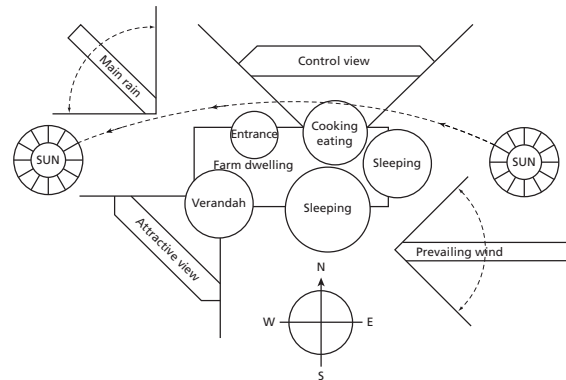 Main rain
Control view
SUN
Entrance
Cooking
eating
SUN
Farm dwelling
Sleeping
Verandah
Sleeping
Attractive view
Prevailing wind
N
W
E
S